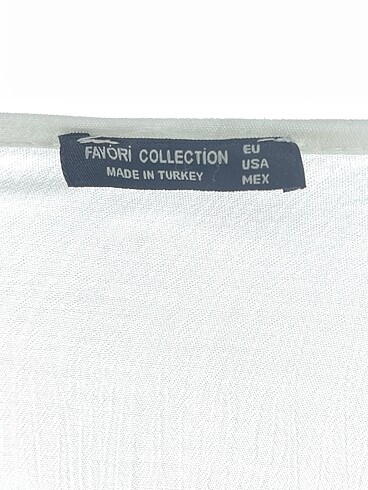 FAVORİ COLLECTION
MADE IN TURKEY
EU
USA
MEX